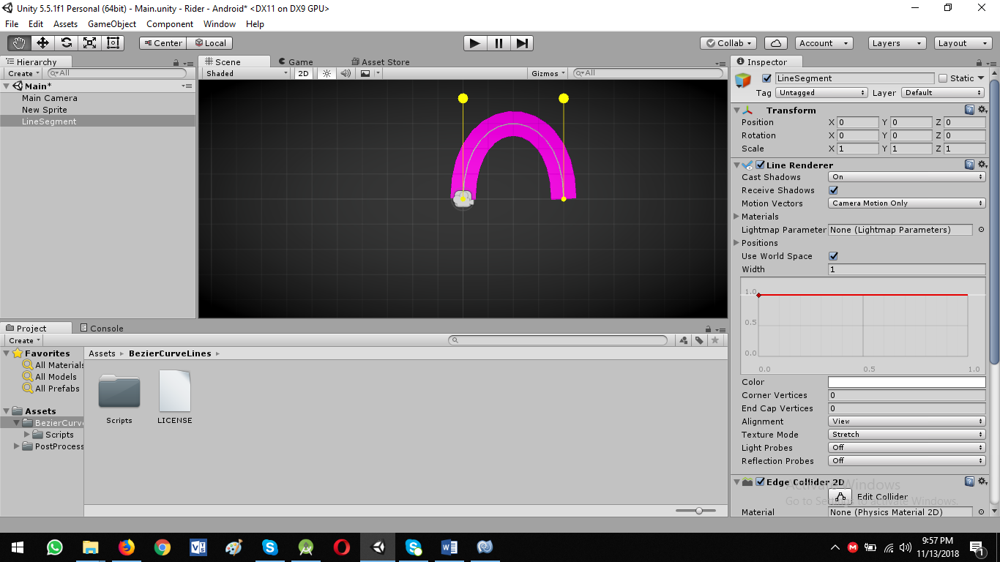 Unity 5.5.1f1 Personal (64bit) - Main.unity - Rider - Android* <DX11 on DX9 GPU>
File Edit Assets GameObject Component Window Help
Center Local Collab Account Layers Layout
Hierarchy
Create All
Main*
Main Camera
New Sprite
LineSegment
Scene Game Asset Store
Shaded 2D Gizmos All
Inspector
LineSegment Static
Tag Untagged Layer Default
Transform
Position X 0 Y 0 Z 0
Rotation X 0 Y 0 Z 0
Scale X 1 Y 1 Z 1
Line Renderer
Cast Shadows On
Receive Shadows
Motion Vectors Camera Motion Only
Materials
Lightmap Parameter None (Lightmap Parameters)
Positions
Use World Space
Width 1
1.0
0.5
0.0
0.0 0.5 1.0
Color
Corner Vertices 0
End Cap Vertices 0
Alignment View
Texture Mode Stretch
Light Probes Off
Reflection Probes Off
Edge Collider 2D
Edit Collider
Material None (Physics Material 2D)
Activate Windows
Go to Settings to activate Windows.
Project Console
Create
Favorites
All Materials
All Models
All Prefabs
Assets
BezierCurv
Scripts
PostProcess
Assets BezierCurveLines
Scripts LICENSE
9:57 PM
11/13/2018
1